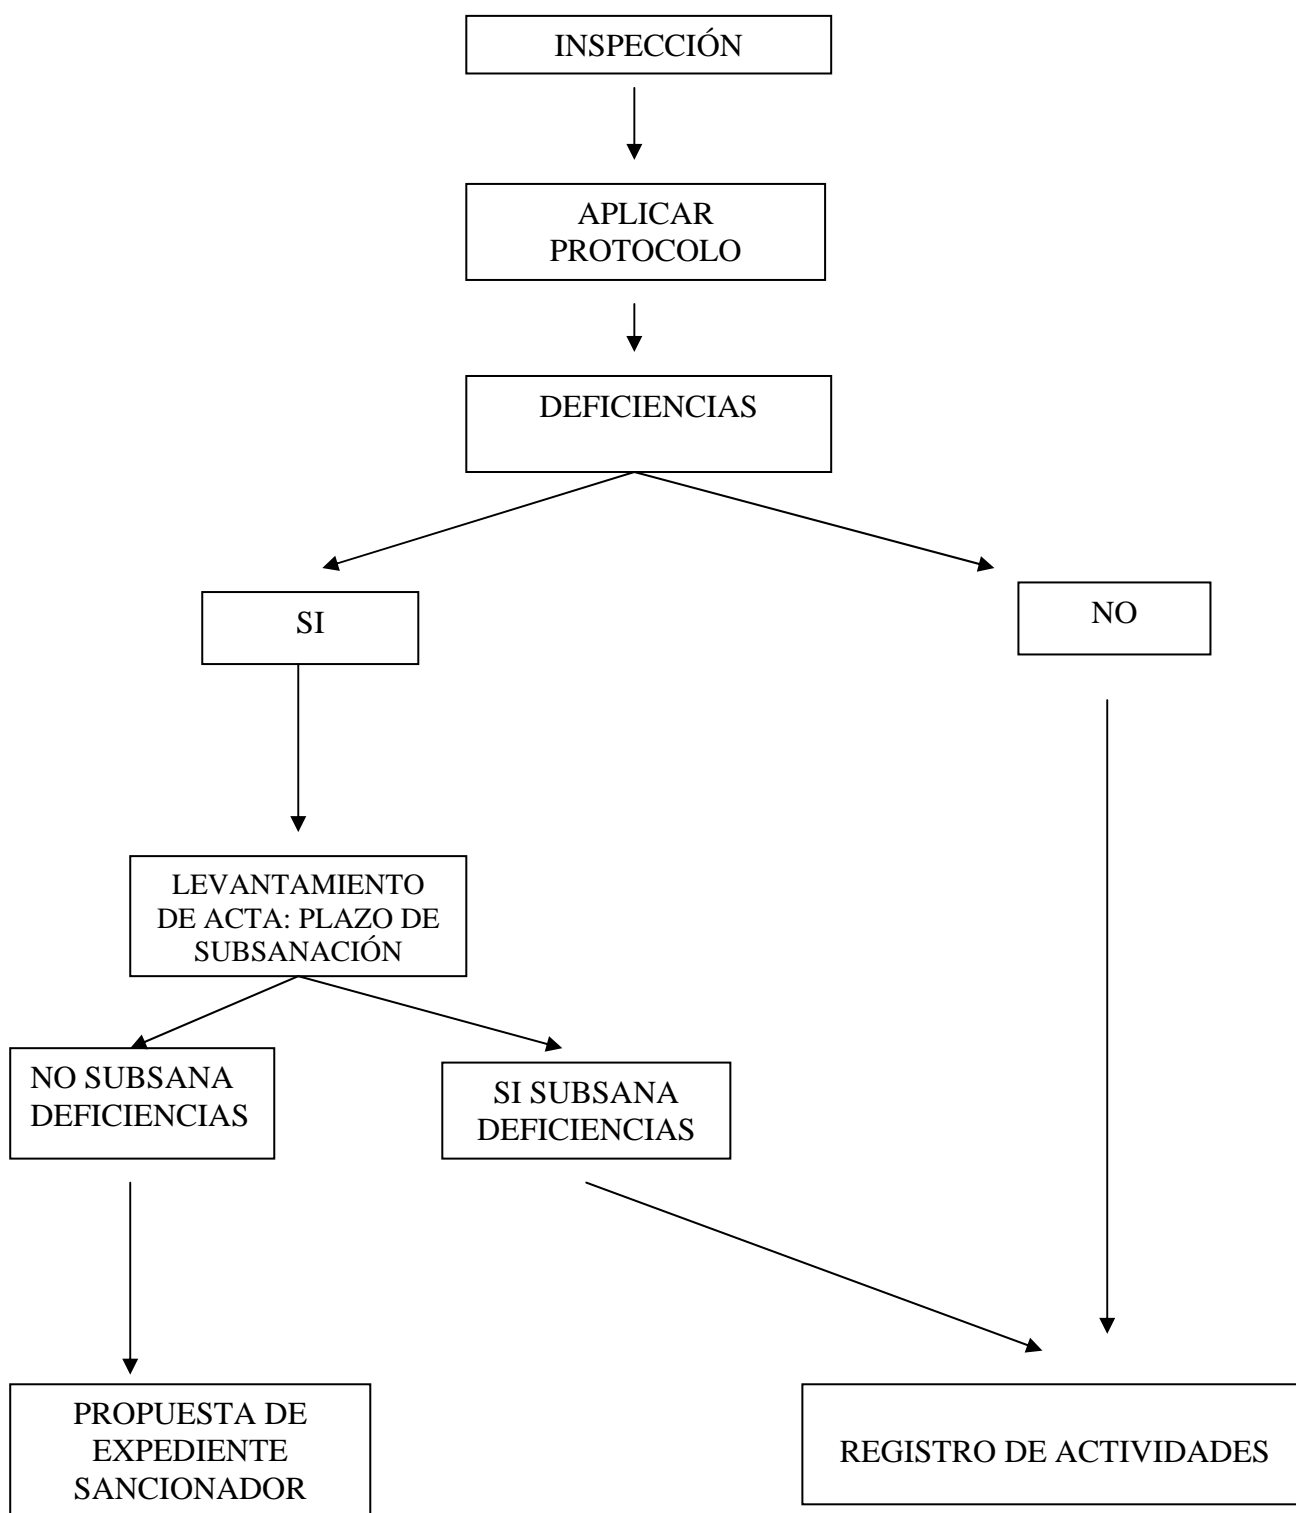 INSPECCIÓN
APLICAR
PROTOCOLO
DEFICIENCIAS
SI
NO
LEVANTAMIENTO
DE ACTA: PLAZO DE
SUBSANACIÓN
NO SUBSANA
DEFICIENCIAS
SI SUBSANA
DEFICIENCIAS
PROPUESTA DE
EXPEDIENTE
SANCIONADOR
REGISTRO DE ACTIVIDADES